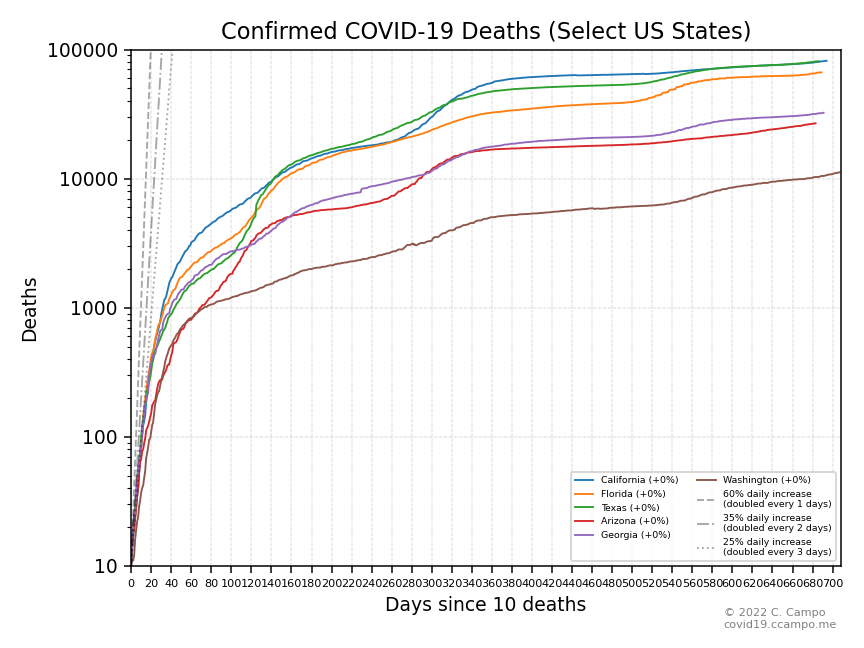 Confirmed COVID-19 Deaths (Select US States)
100000
10000
1000
100
10
Deaths
California (+0%)
Florida (+0%)
Texas (+0%)
Arizona (+0%)
Georgia (+0%)
Washington (+0%)
60% daily increase
(doubled every 1 days)
35% daily increase
(doubled every 2 days)
25% daily increase
(doubled every 3 days)
0 20 40 60 80 100 120 140 160 180 200 220 240 260 280 300 320 340 360 380 400 420 440 460 480 500 520 540 560 580 600 620 640 660 680 700
Days since 10 deaths
© 2022 C. Campo
covid19.ccampo.me